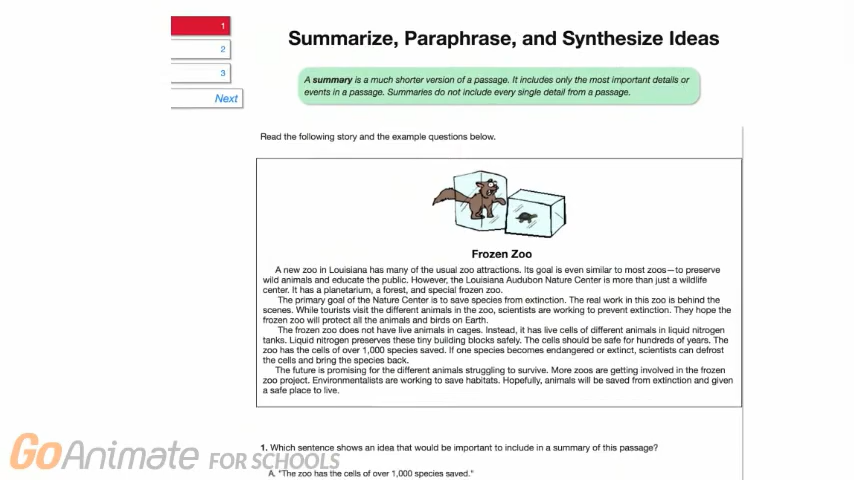 1
2
3
Next
Summarize, Paraphrase, and Synthesize Ideas
A summary is a much shorter version of a passage. It includes only the most important details or
events in a passage. Summaries do not include every single detail from a passage.
Read the following story and the example questions below.
Frozen Zoo
A new zoo in Louisiana has many of the usual zoo attractions. Its goal is even similar to most zoos—to preserve
wild animals and educate the public. However, the Louisiana Audubon Nature Center is more than just a wildlife
center. It has a planetarium, a forest, and special frozen zoo.
The primary goal of the Nature Center is to save species from extinction. The real work in this zoo is behind the
scenes. While tourists visit the different animals in the zoo, scientists are working to prevent extinction. They hope the
frozen zoo will protect all the animals and birds on Earth.
The frozen zoo does not have live animals in cages. Instead, it has live cells of different animals in liquid nitrogen
tanks. Liquid nitrogen preserves these tiny building blocks safely. The cells should be safe for hundreds of years. The
zoo has the cells of over 1,000 species saved. If one species becomes endangered or extinct, scientists can defrost
the cells and bring the species back.
The future is promising for the different animals struggling to survive. More zoos are getting involved in the frozen
zoo project. Environmentalists are working to save habitats. Hopefully, animals will be saved from extinction and given
a safe place to live.
1. Which sentence shows an idea that would be important to include in a summary of this passage?
A. "The zoo has the cells of over 1,000 species saved."
GoAnimate FOR SCHOOLS